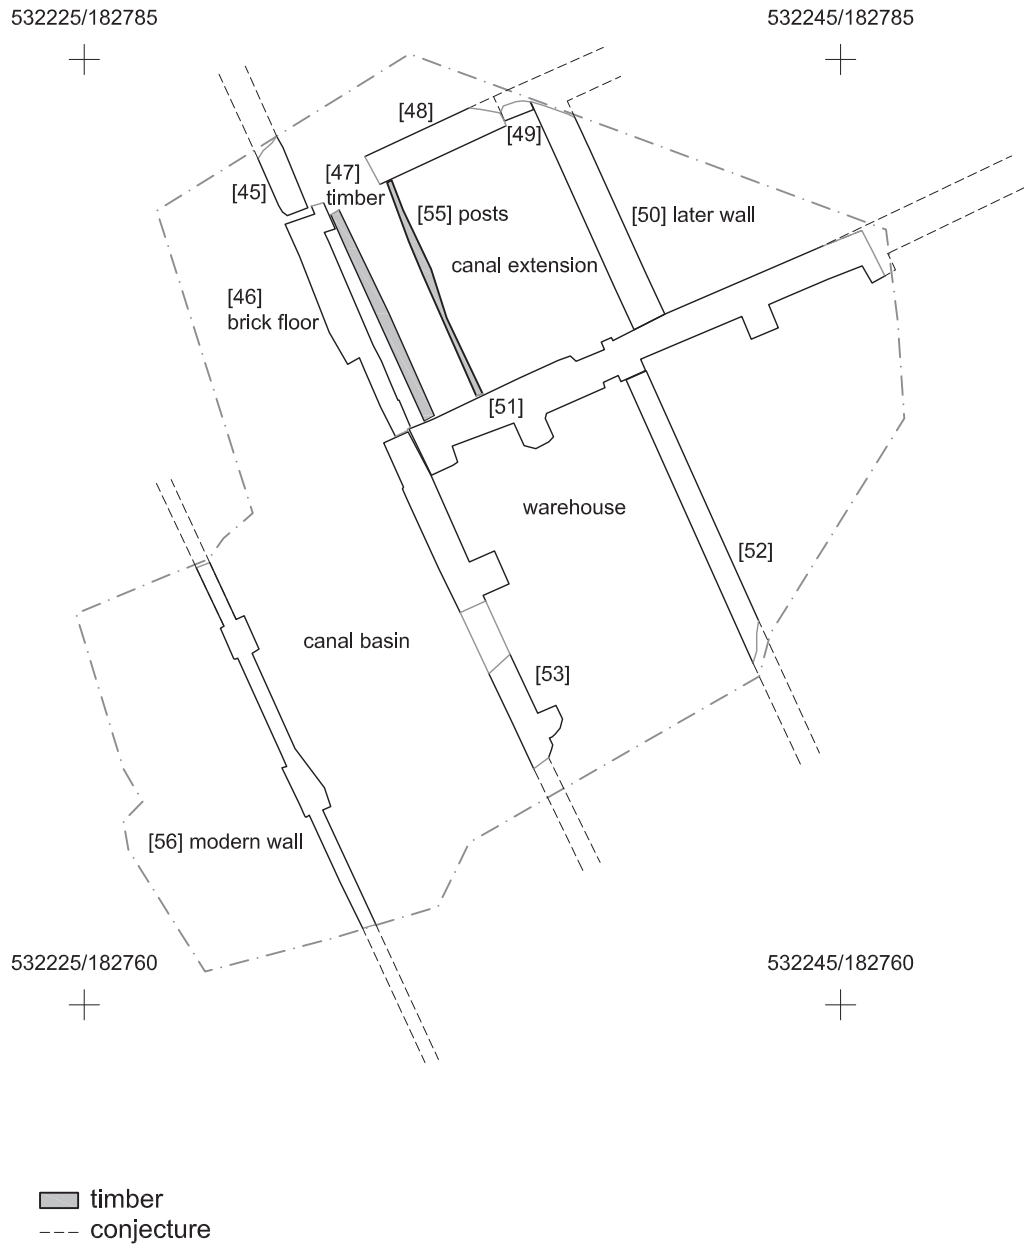 532225/182785
532245/182785
[48]
[49]
[47]
timber
[45]
[55] posts
[50] later wall
canal extension
[46]
brick floor
[51]
warehouse
[52]
canal basin
[53]
[56] modern wall
532225/182760
532245/182760
timber
conjecture